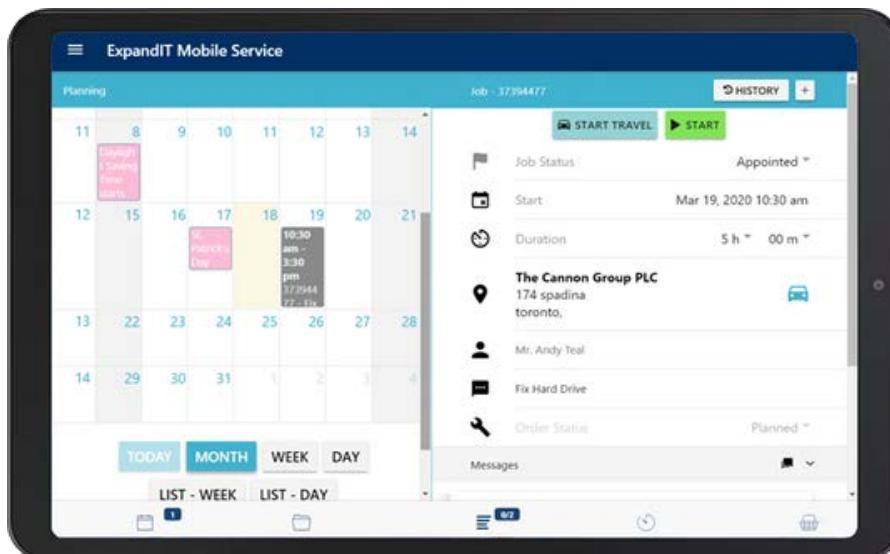 ExpandIT Mobile Service
Planning
11 8 9 10 11 12 13 14
Daylight
t Saving
Time
starts
12 15 16 17 18 19 20 21
St.
Patrick's
Day
10:30
am -
3:30
pm
373944
77 - Fix
13 22 23 24 25 26 27 28
14 29 30 31 1 2 3 4
TODAY MONTH WEEK DAY
LIST - WEEK LIST - DAY
1
Job - 37394477 HISTORY +
START TRAVEL START
Job Status Appointed
Start Mar 19, 2020 10:30 am
Duration 5 h 00 m
The Cannon Group PLC
174 spadina
toronto,
Mr. Andy Teal
Fix Hard Drive
Order Status Planned
Messages
0/2